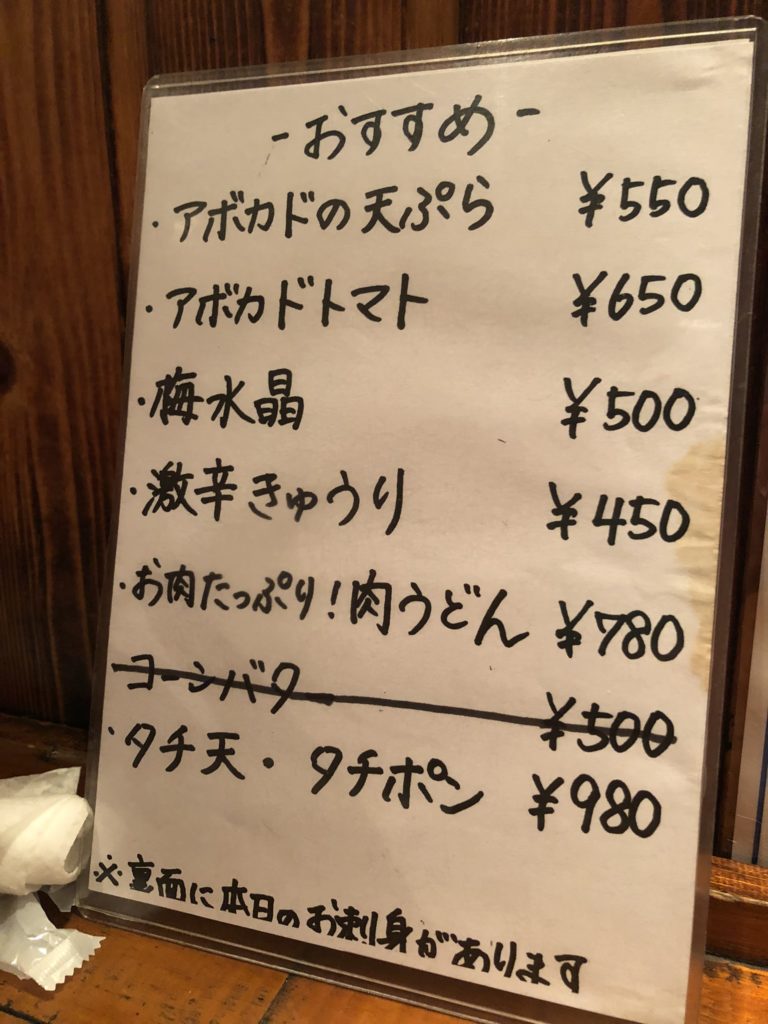 -おすすめ-
・アボカドの天ぷら ¥550
・アボカドトマト ¥650
・梅水晶 ¥500
・激辛きゅうり ¥450
・お肉たっぷり!肉うどん ¥780
コーンバタ ¥500
・タチ天・タチポン ¥980
※裏面に本日のお刺身があります